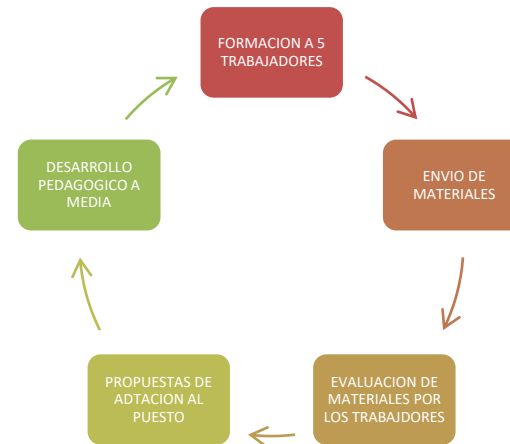 FORMACION A 5
TRABAJADORES
ENVIO DE
MATERIALES
EVALUACION DE
MATERIALES POR
LOS TRABAJDORES
PROPUESTAS DE
ADTACION AL
PUESTO
DESARROLLO
PEDAGOGICO A
MEDIA